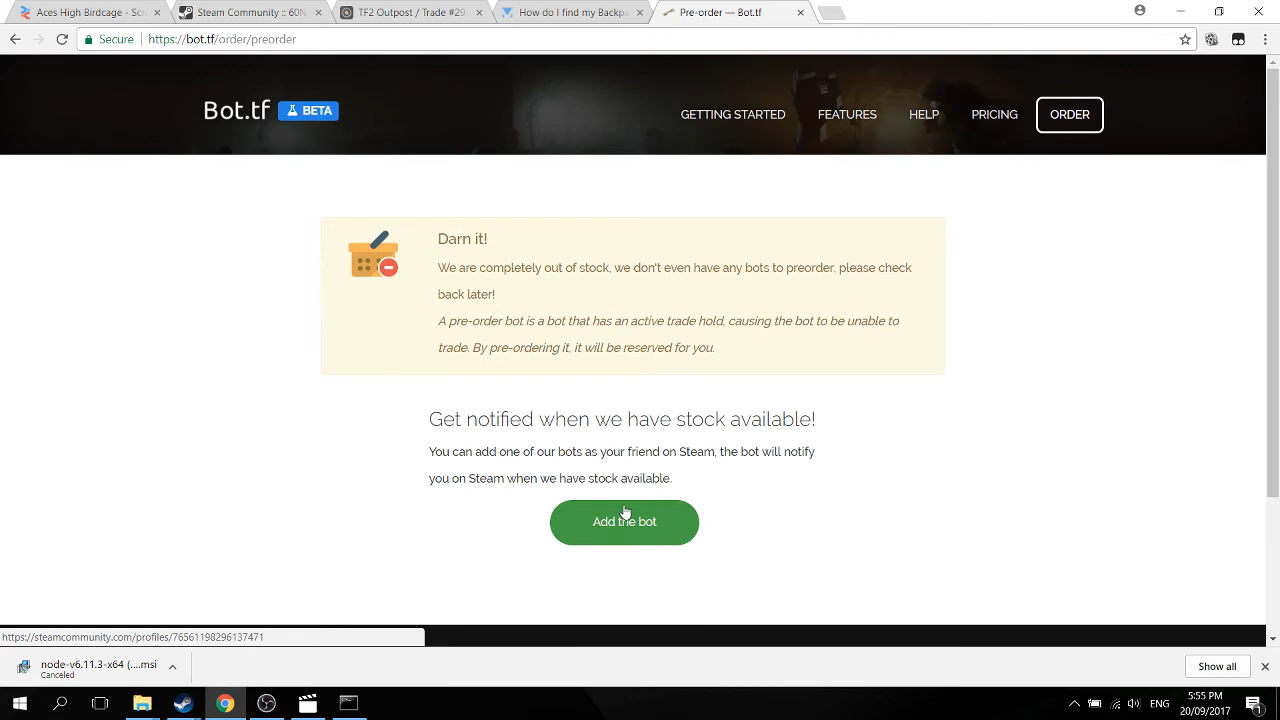 Aces High Birdcage - Scr
Steam Community :: 60N
TF2 Outpost / Trade #29
How do I find my Backpa
Pre-order — Bot.tf
Secure
https://bot.tf/order/preorder
Bot.tf
BETA
GETTING STARTED
FEATURES
HELP
PRICING
ORDER
Darn it!
We are completely out of stock, we don't even have any bots to preorder, please check
back later!
A pre-order bot is a bot that has an active trade hold, causing the bot to be unable to
trade. By pre-ordering it, it will be reserved for you.
Get notified when we have stock available!
You can add one of our bots as your friend on Steam, the bot will notify
you on Steam when we have stock available.
Add the bot
https://steamcommunity.com/profiles/76561198296137471
node-v6.11.3-x64 (....msi
Canceled
Show all
ENG
5:55 PM
20/09/2017
1